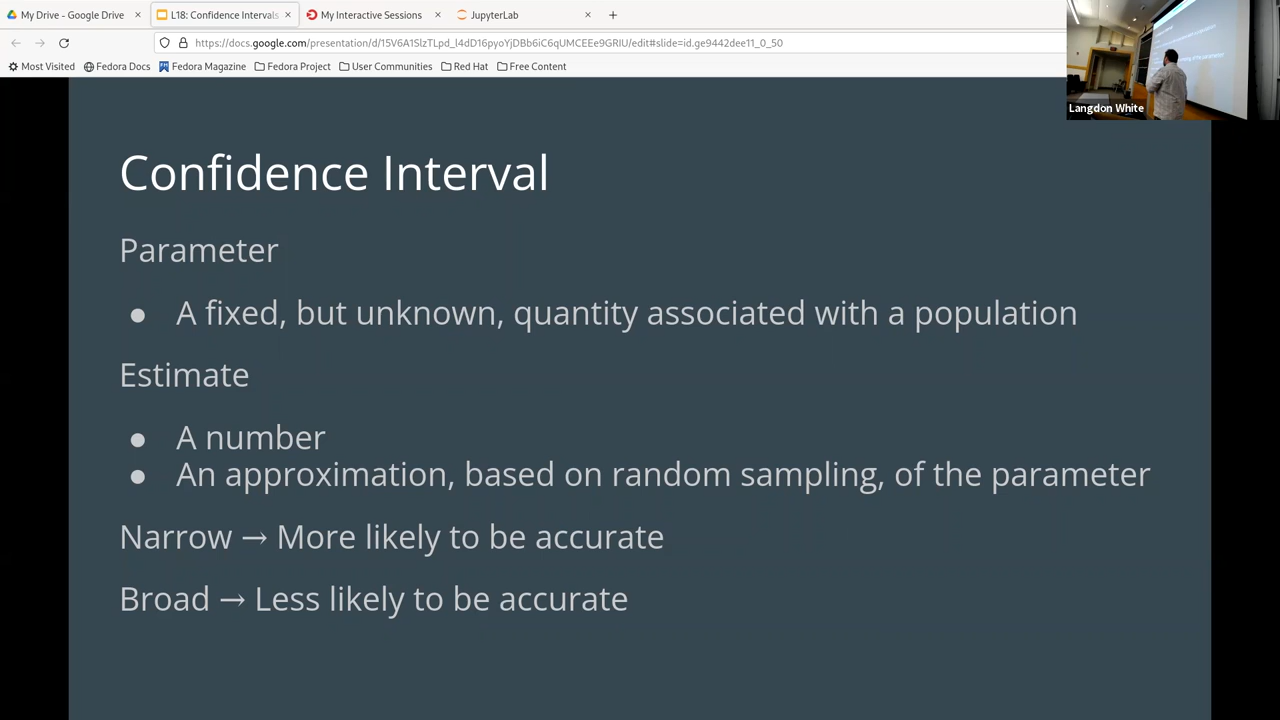 My Drive - Google Drive
L18: Confidence Intervals
My Interactive Sessions
JupyterLab
https://docs.google.com/presentation/d/15V6A1SlzTLpd_l4dD16pyoYjDBb6iC6qUMCEEe9GRIU/edit#slide=id.ge9442dee11_0_50
Most Visited
Fedora Docs
Fedora Magazine
Fedora Project
User Communities
Red Hat
Free Content
Langdon White
Confidence Interval
Parameter
● A fixed, but unknown, quantity associated with a population
Estimate
● A number
● An approximation, based on random sampling, of the parameter
Narrow → More likely to be accurate
Broad → Less likely to be accurate